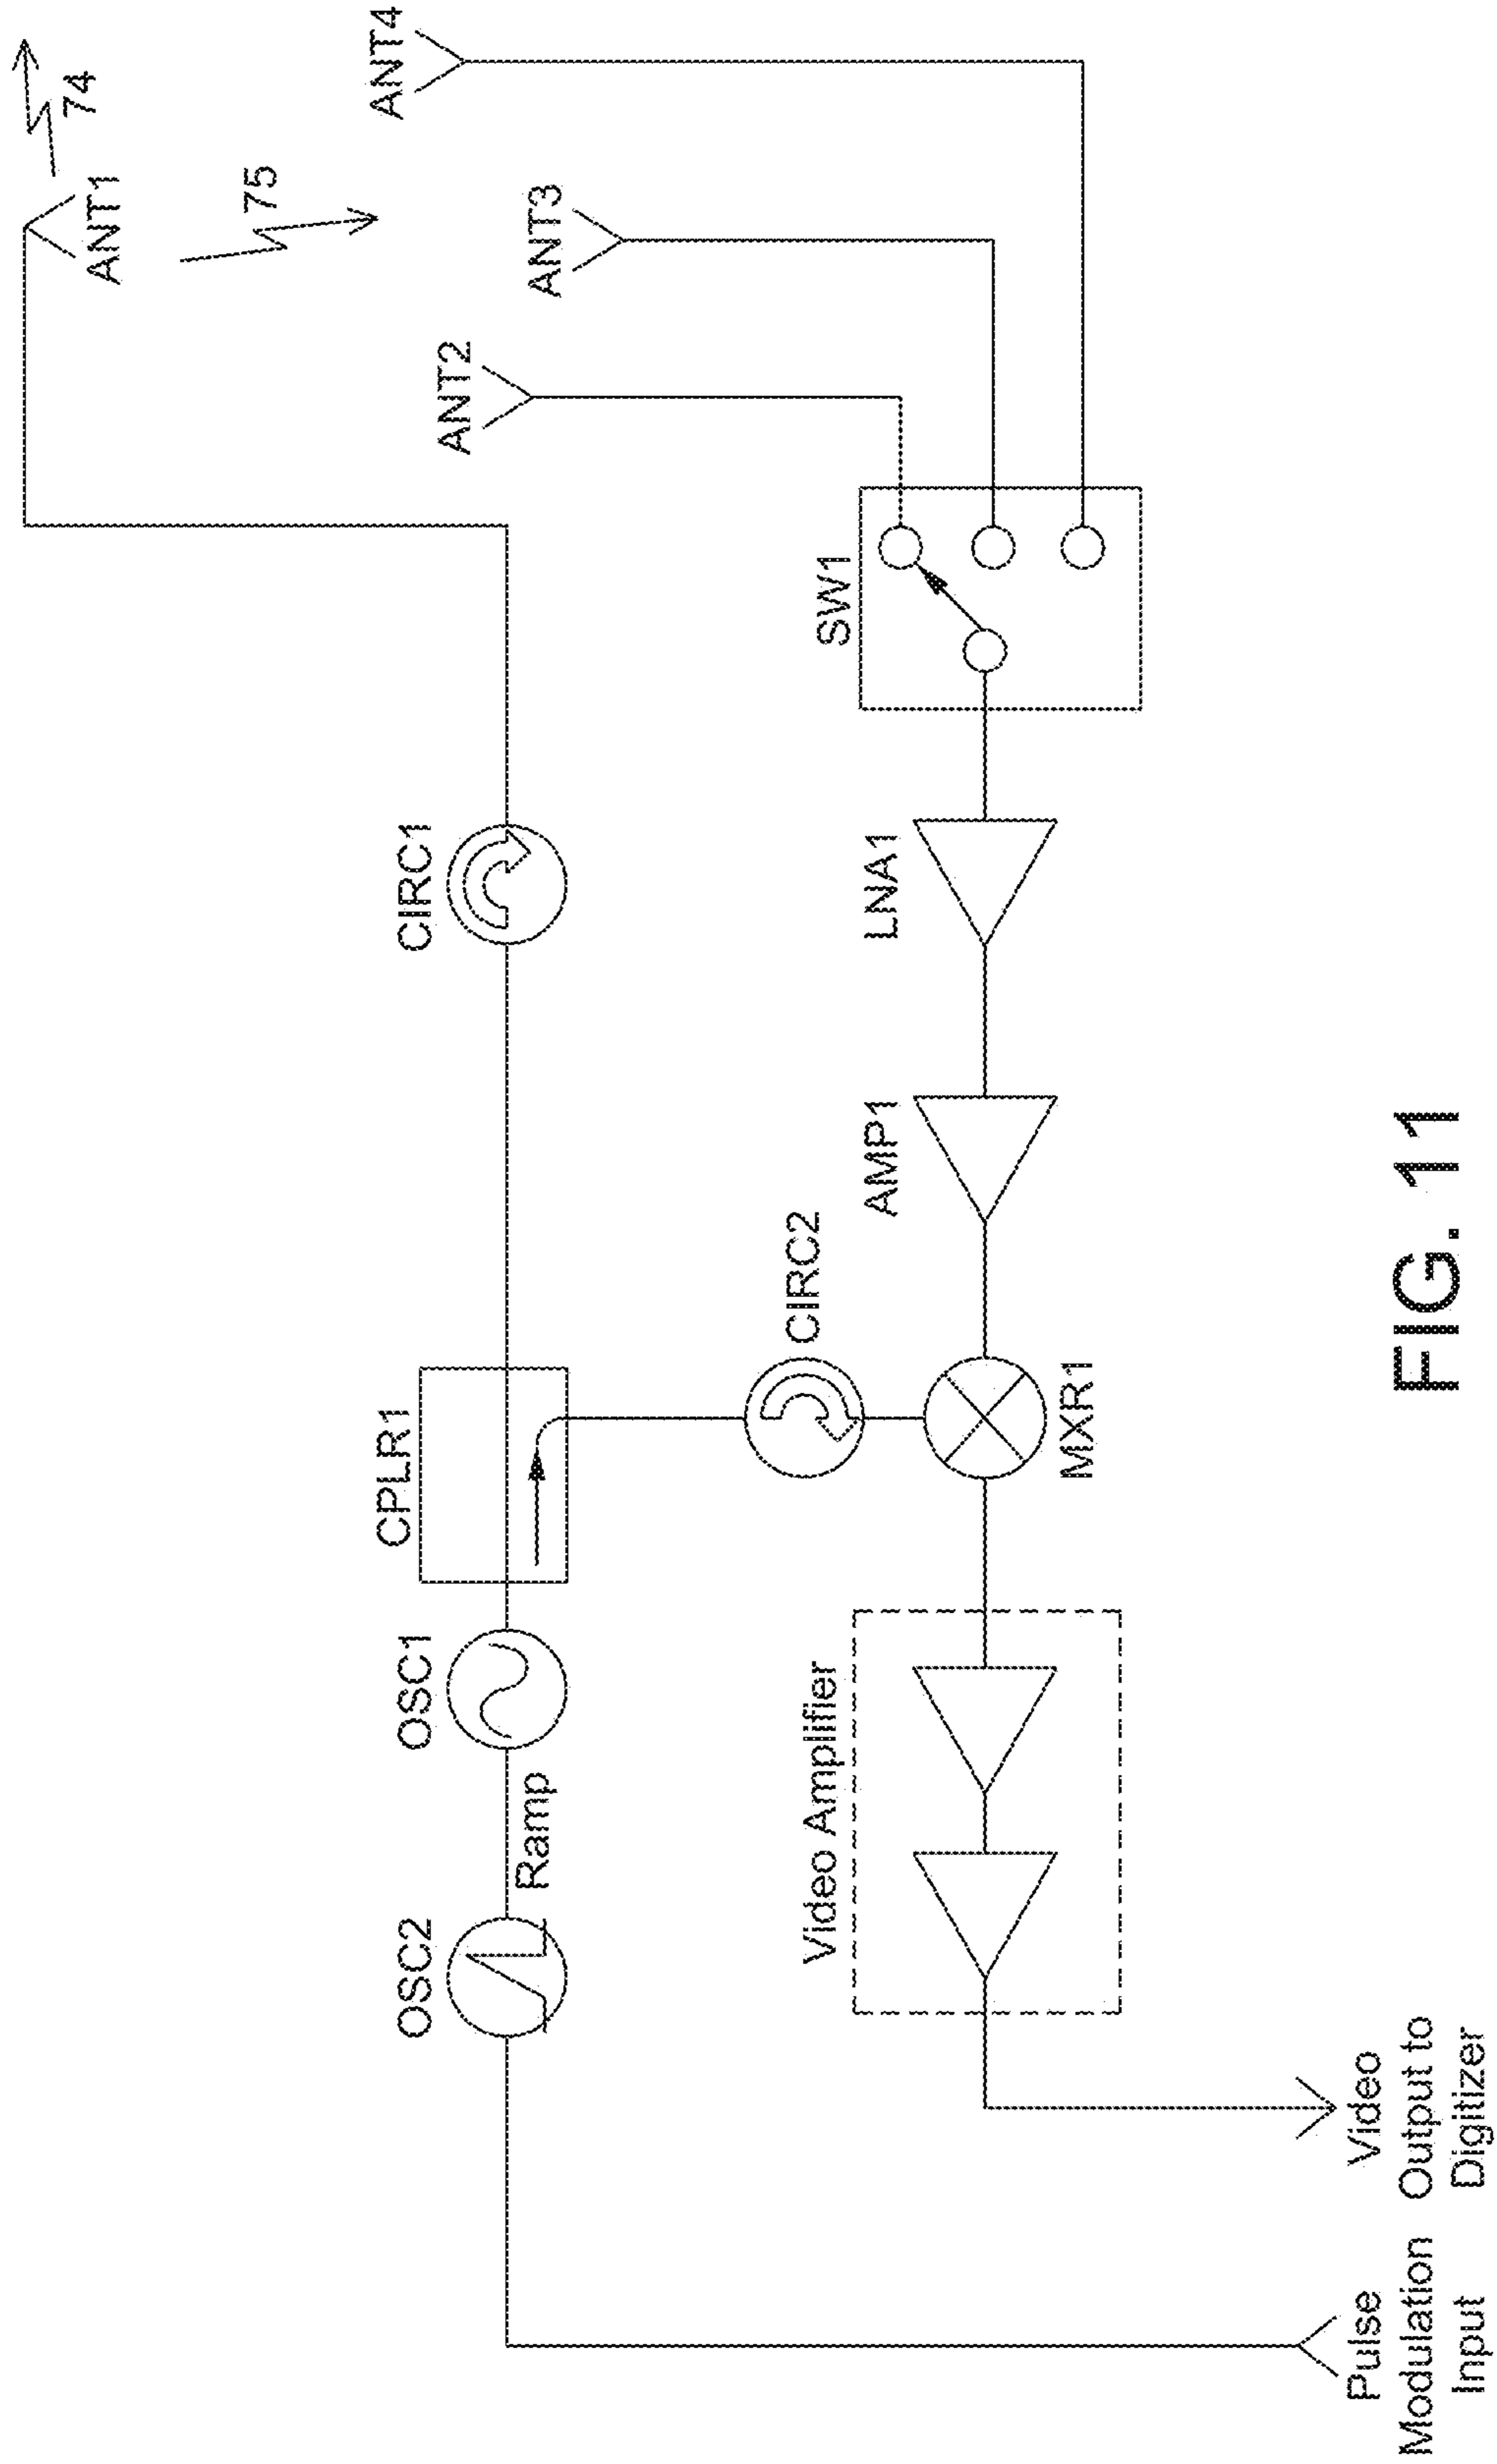 74
ANT1
75
ANT4
ANT3
ANT2
CIRC1
CPLR1
OSC1
Ramp
OSC2
SW1
LNA1
AMP1
CIRC2
MXR1
Video Amplifier
Pulse
Modulation
Input
Video
Output to
Digitizer
FIG. 11